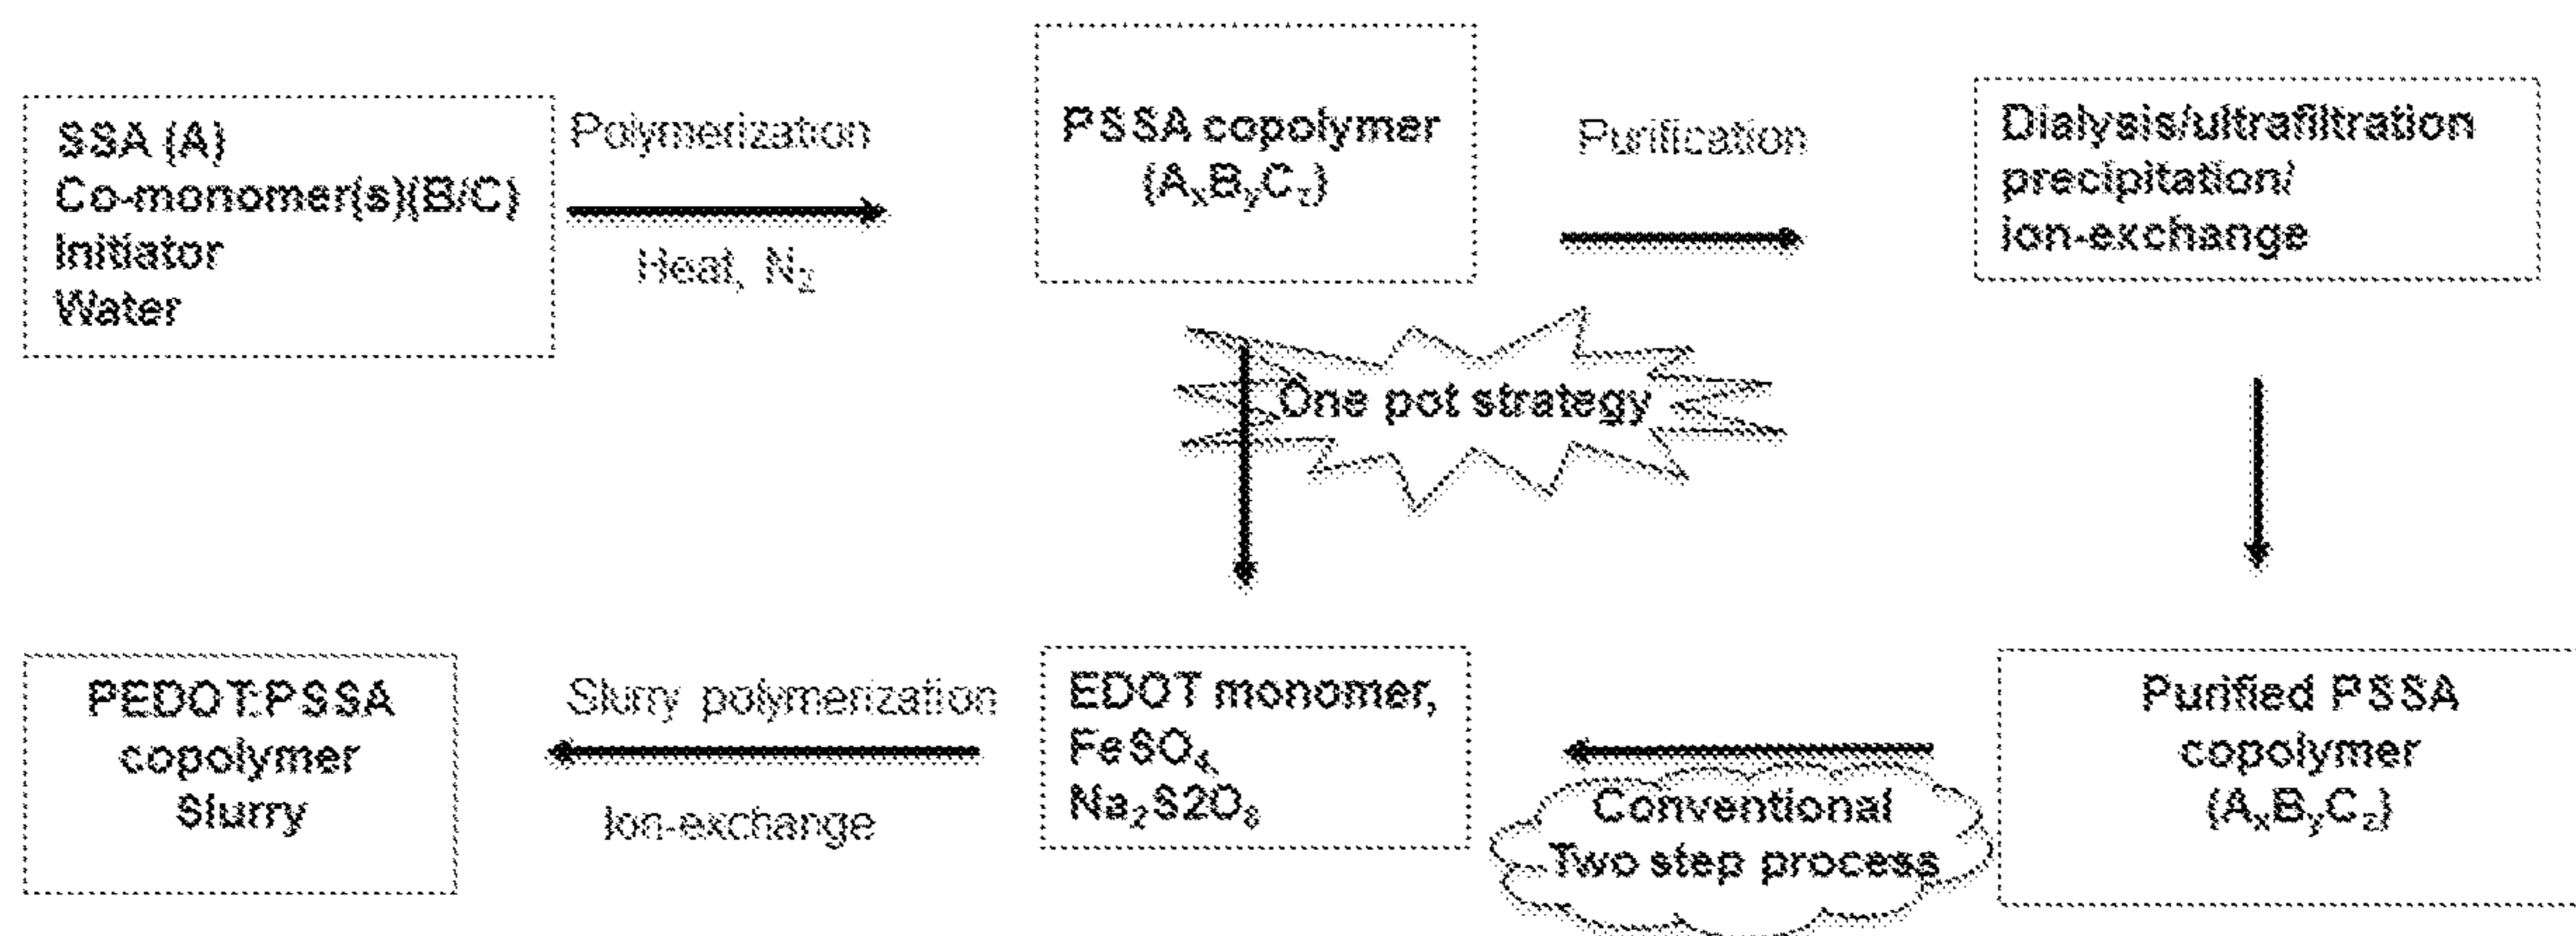 SSA (A)
Co-monomer(s)(B/C)
Initiator
Water
Polymerization
Heat, N₂
PSSA copolymer
(AₓBᵧC₂)
Purification
Dialysis/ultrafiltration
precipitation/
ion-exchange
One pot strategy
PEDOT:PSSA
copolymer
Slurry
Slurry polymerization
Ion-exchange
EDOT monomer,
FeSO₄,
Na₂S2O₈
Conventional
Two step process
Purified PSSA
copolymer
(AₓBᵧC₂)